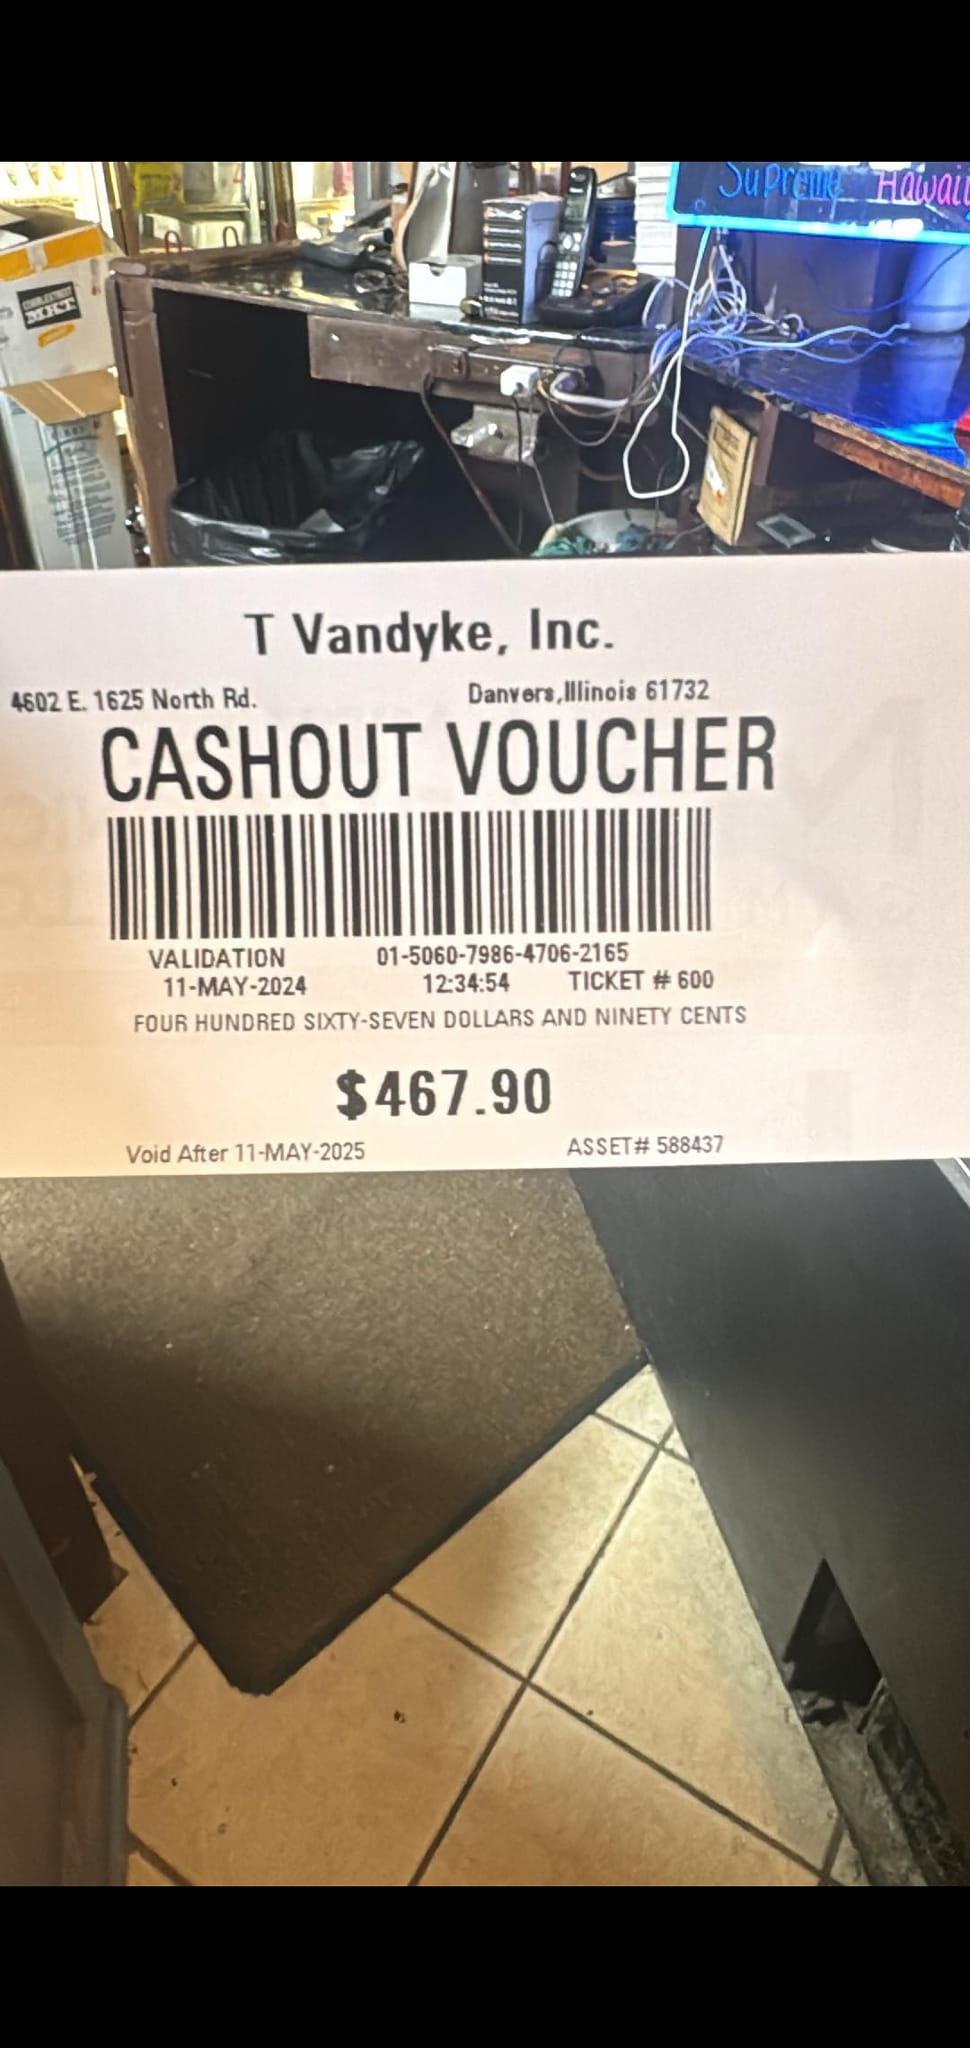 Supreme Hawaii
T Vandyke, Inc.
4602 E. 1625 North Rd. Danvers,Illinois 61732
CASHOUT VOUCHER
VALIDATION 01-5060-7986-4706-2165
11-MAY-2024 12:34:54 TICKET # 600
FOUR HUNDRED SIXTY-SEVEN DOLLARS AND NINETY CENTS
$467.90
Void After 11-MAY-2025 ASSET# 588437